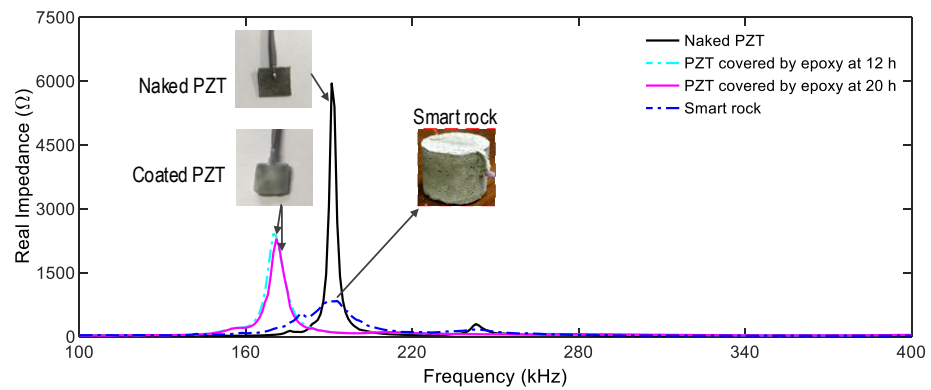 7500
6000
4500
3000
1500
0
Real Impedance (Ω)
100
160
220
280
340
400
Frequency (kHz)
Naked PZT
Coated PZT
Smart rock
Naked PZT
PZT covered by epoxy at 12 h
PZT covered by epoxy at 20 h
Smart rock